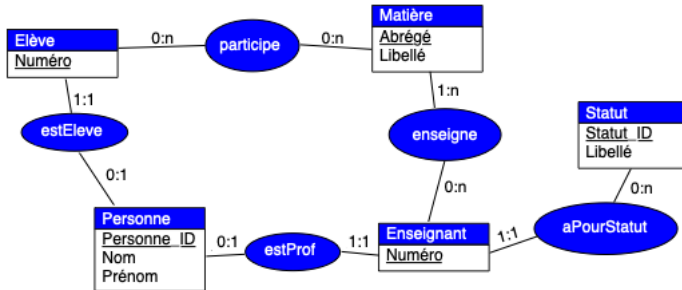 Elève
Numéro
0:n
participe
0:n
Matière
Abrégé
Libellé
1:1
estEleve
0:1
1:n
enseigne
0:n
Statut
Statut_ID
Libellé
0:n
Personne
Personne_ID
Nom
Prénom
0:1
estProf
1:1
Enseignant
Numéro
1:1
aPourStatut